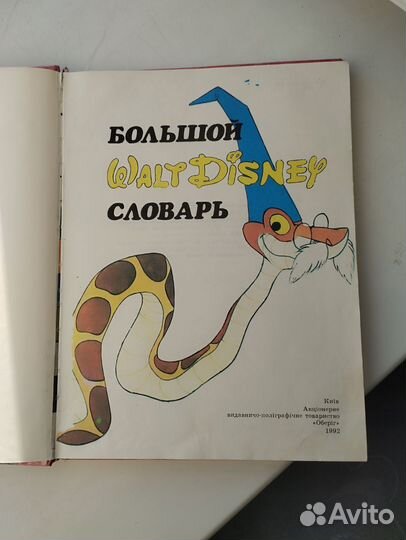 БОЛЬШОЙ
WALT DISNEY
СЛОВАРЬ
Київ
Акціонерне
видавничо-поліграфічне товариство
«Оберіг»
1992
Avito